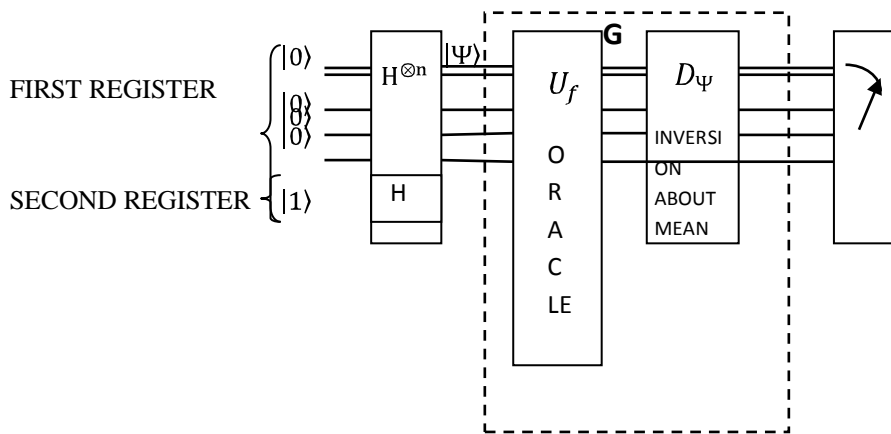 FIRST REGISTER
|0⟩
|0⟩
|0⟩
|0⟩
SECOND REGISTER
|1⟩
H⊗n
H
|Ψ⟩
G
U_f
O
R
A
C
LE
D_Ψ
INVERSI
ON
ABOUT
MEAN